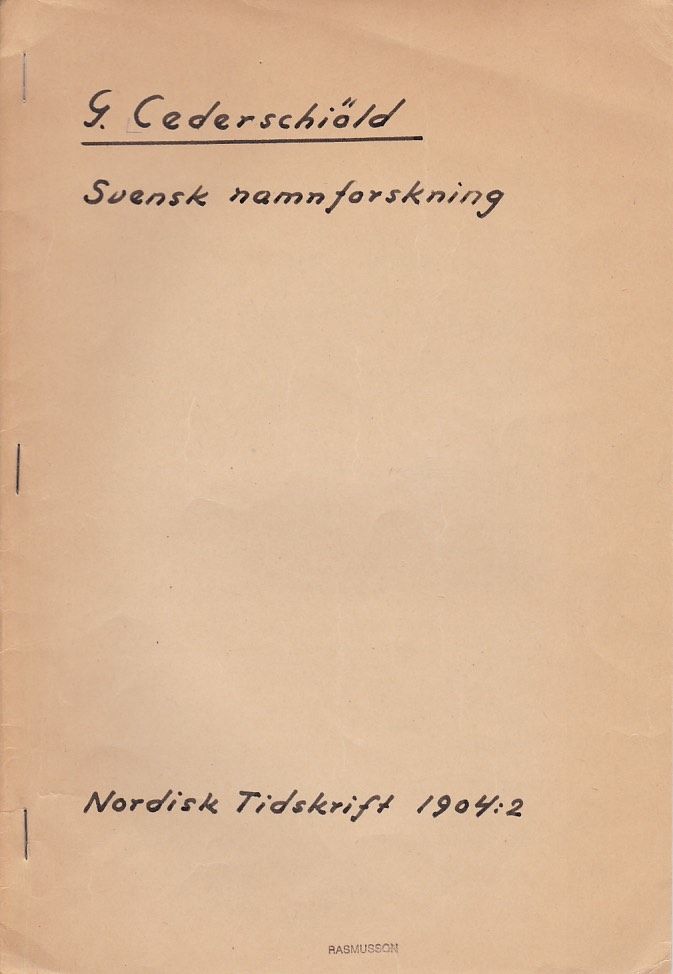 G. Cederschiöld
Svensk namnforskning
Nordisk Tidskrift 1904:2
RASMUSSON